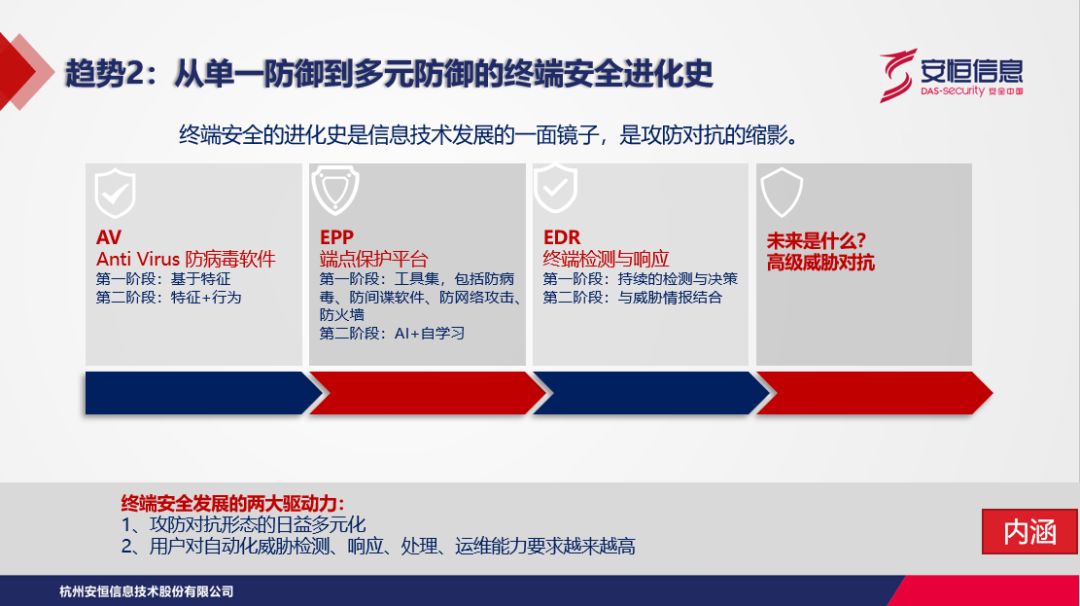 趋势2：从单一防御到多元防御的终端安全进化史
安恒信息
DAS-security 安全中国
终端安全的进化史是信息技术发展的一面镜子，是攻防对抗的缩影。
AV
Anti Virus 防病毒软件
第一阶段：基于特征
第二阶段：特征+行为
EPP
端点保护平台
第一阶段：工具集，包括防病
毒、防间谍软件、防网络攻击、
防火墙
第二阶段：AI+自学习
EDR
终端检测与响应
第一阶段：持续的检测与决策
第二阶段：与威胁情报结合
未来是什么？
高级威胁对抗
终端安全发展的两大驱动力：
1、攻防对抗形态的日益多元化
2、用户对自动化威胁检测、响应、处理、运维能力要求越来越高
内涵
杭州安恒信息技术股份有限公司